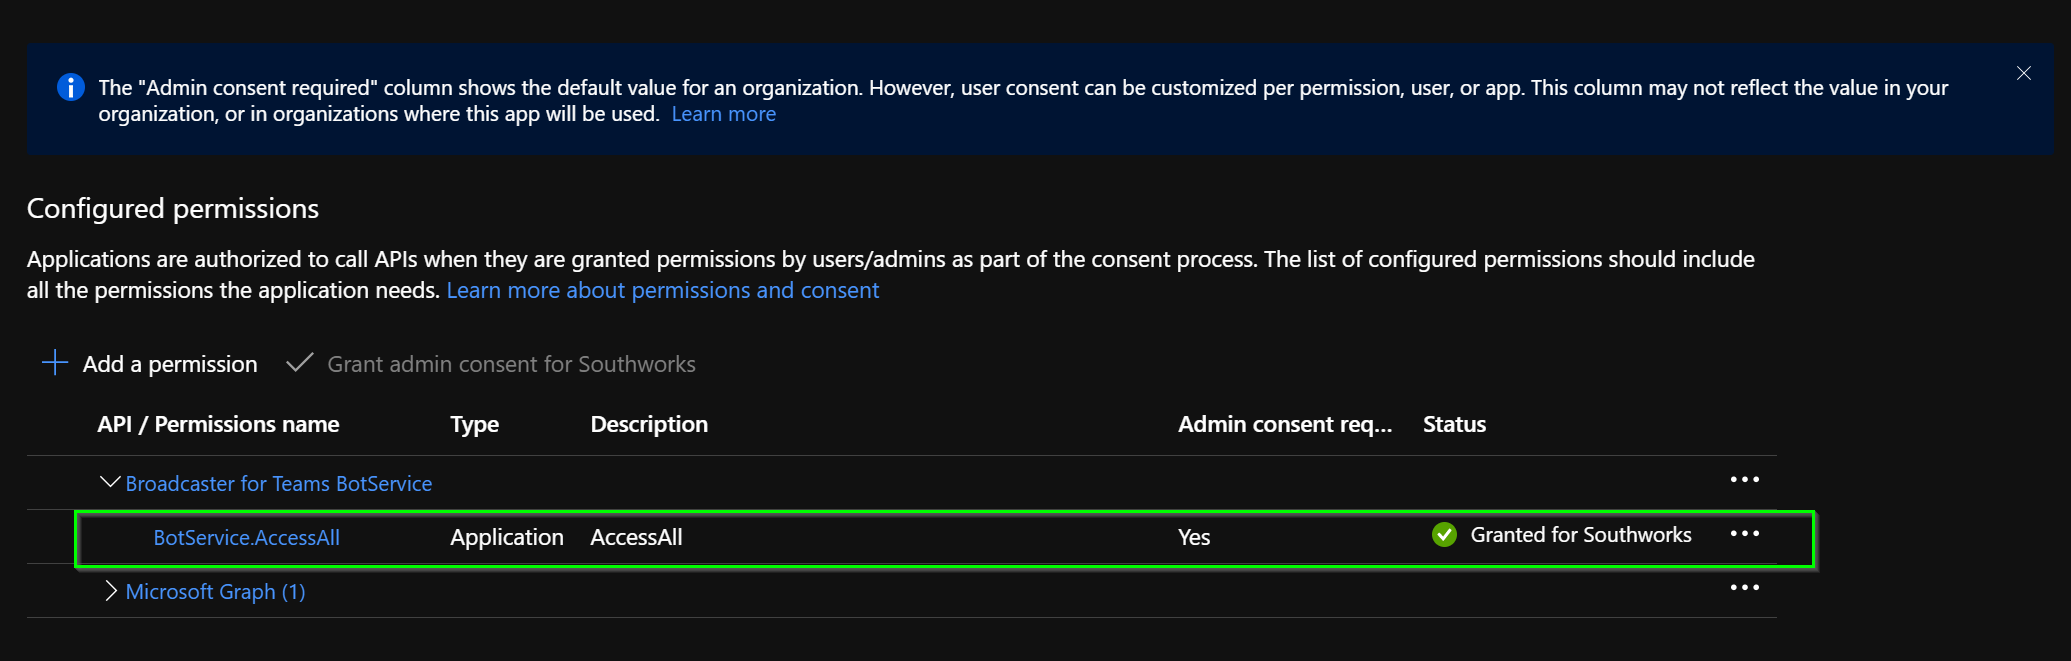 The "Admin consent required" column shows the default value for an organization. However, user consent can be customized per permission, user, or app. This column may not reflect the value in your
organization, or in organizations where this app will be used. Learn more
Configured permissions
Applications are authorized to call APIs when they are granted permissions by users/admins as part of the consent process. The list of configured permissions should include
all the permissions the application needs. Learn more about permissions and consent
Add a permission Grant admin consent for Southworks
API / Permissions name Type Description Admin consent req... Status
Broadcaster for Teams BotService
BotService.AccessAll Application AccessAll Yes Granted for Southworks
Microsoft Graph (1)